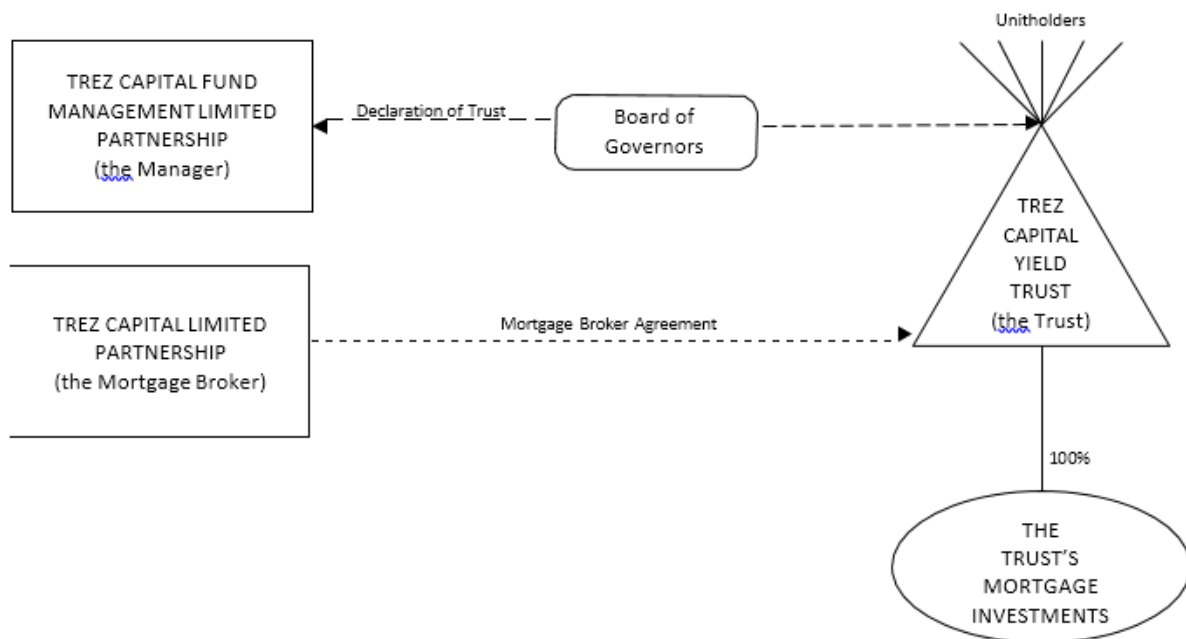 Unitholders
TREZ CAPITAL FUND
MANAGEMENT LIMITED
PARTNERSHIP
(the Manager)
Declaration of Trust
Board of
Governors
TREZ
CAPITAL
YIELD
TRUST
(the Trust)
TREZ CAPITAL LIMITED
PARTNERSHIP
(the Mortgage Broker)
Mortgage Broker Agreement
100%
THE
TRUST'S
MORTGAGE
INVESTMENTS